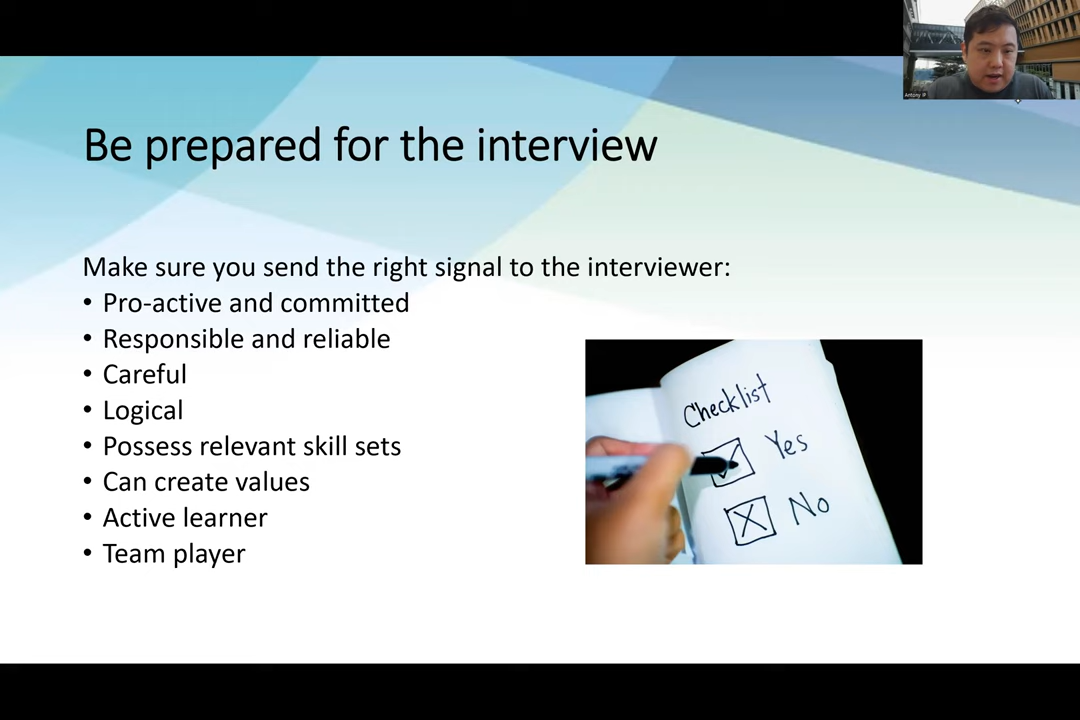 Antony IP
Be prepared for the interview
Make sure you send the right signal to the interviewer:
• Pro-active and committed
• Responsible and reliable
• Careful
• Logical
• Possess relevant skill sets
• Can create values
• Active learner
• Team player
Checklist
Yes
No